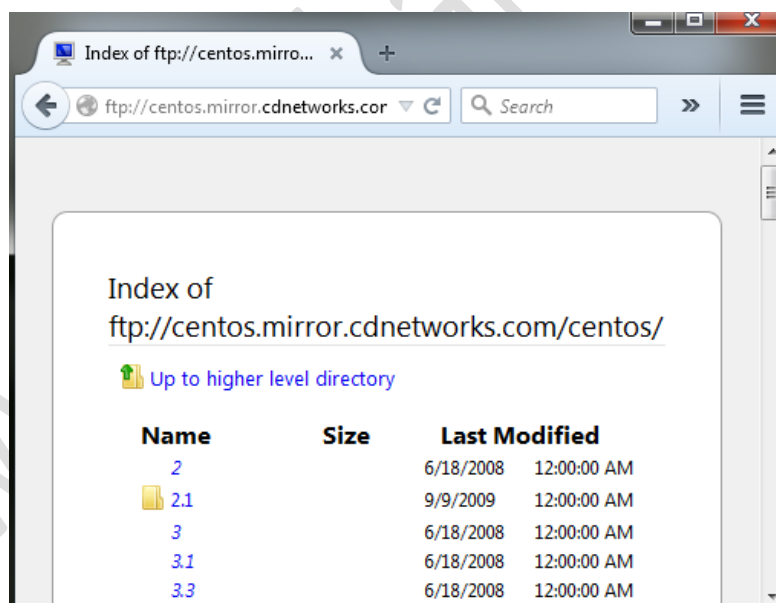 Index of ftp://centos.mirro...
ftp://centos.mirror.cdnetworks.cor
Search
Index of
ftp://centos.mirror.cdnetworks.com/centos/
Up to higher level directory
Name Size Last Modified
2 6/18/2008 12:00:00 AM
2.1 9/9/2009 12:00:00 AM
3 6/18/2008 12:00:00 AM
3.1 6/18/2008 12:00:00 AM
3.3 6/18/2008 12:00:00 AM